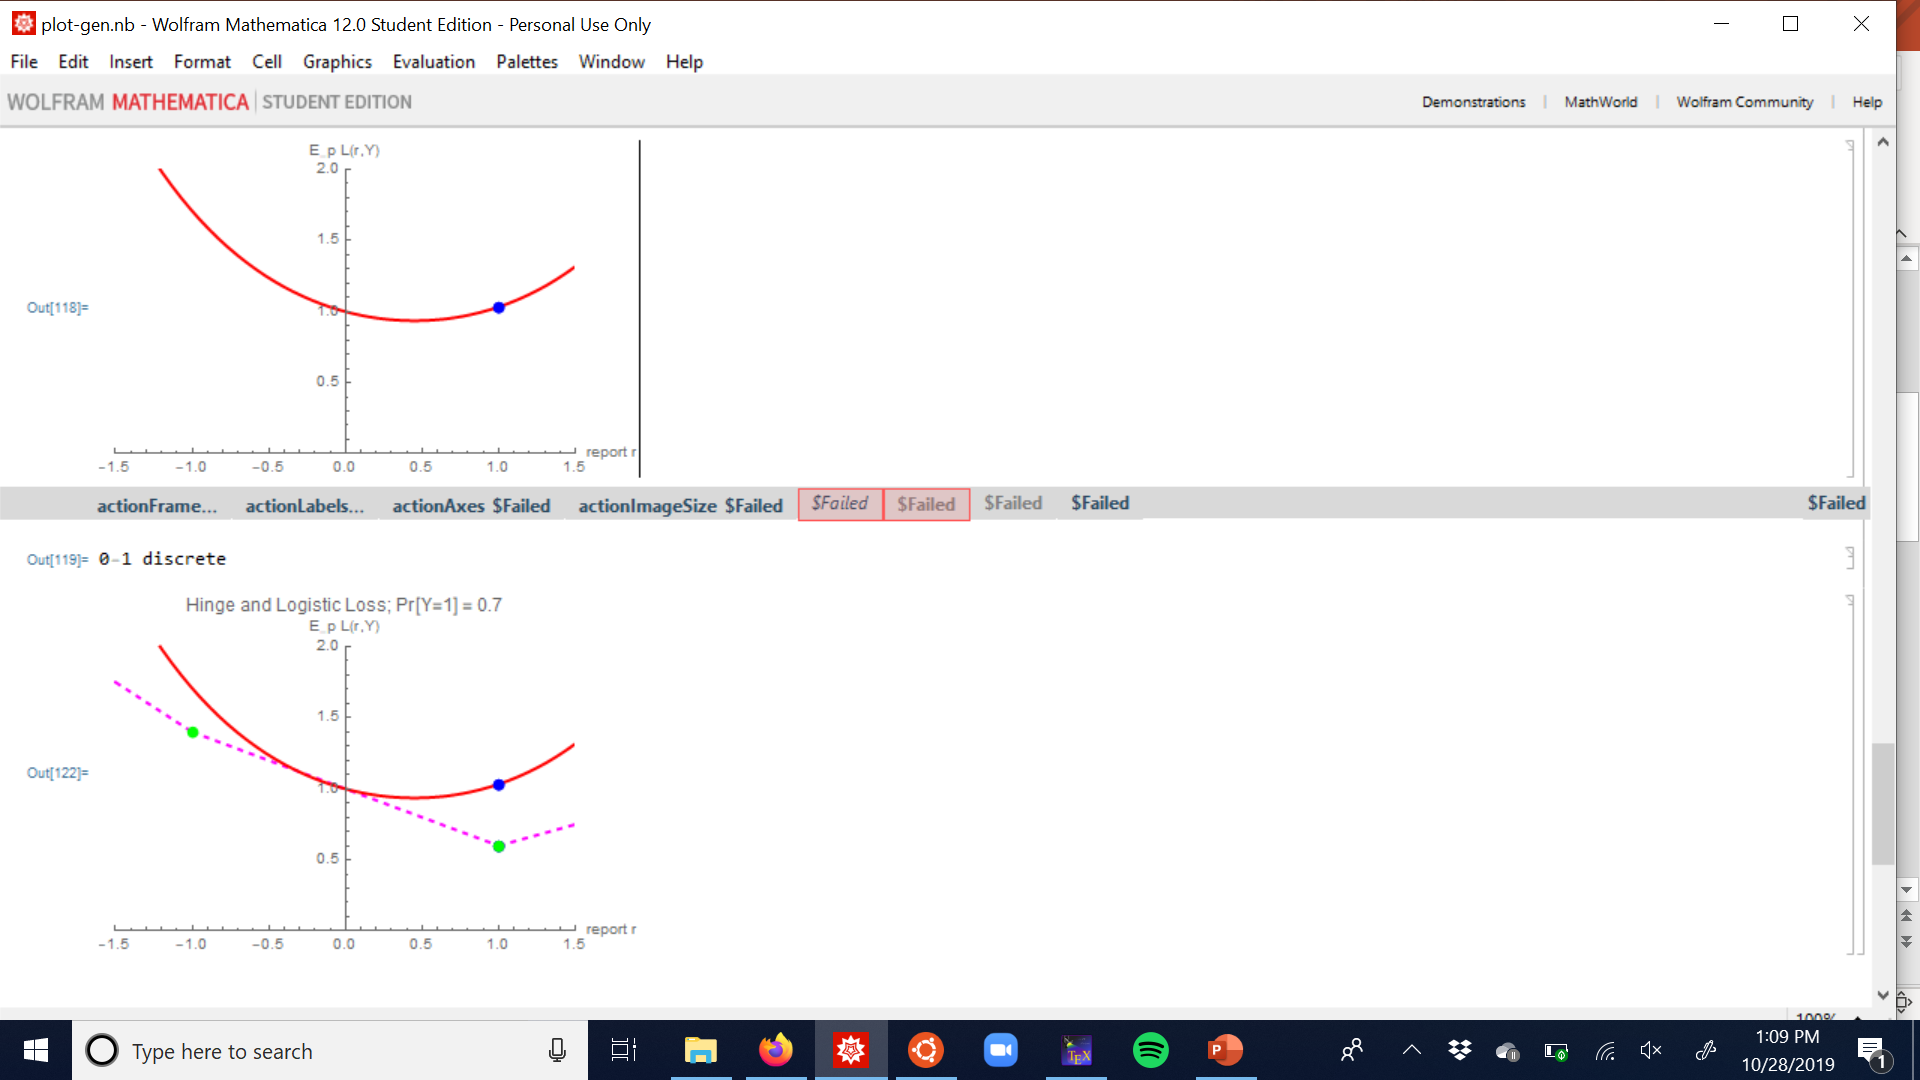 plot-gen.nb - Wolfram Mathematica 12.0 Student Edition - Personal Use Only
File Edit Insert Format Cell Graphics Evaluation Palettes Window Help
WOLFRAM MATHEMATICA STUDENT EDITION
Demonstrations | MathWorld | Wolfram Community | Help
E_p L(r,Y)
2.0
1.5
Out[118]=
1.0
0.5
report r
-1.5 -1.0 -0.5 0.0 0.5 1.0 1.5
actionFrame... actionLabels... actionAxes $Failed actionImageSize $Failed $Failed $Failed $Failed $Failed $Failed
Out[119]= 0-1 discrete
Hinge and Logistic Loss; Pr[Y=1] = 0.7
E_p L(r,Y)
2.0
1.5
Out[122]=
1.0
0.5
report r
-1.5 -1.0 -0.5 0.0 0.5 1.0 1.5
100%
Type here to search
TEX
P
1:09 PM
10/28/2019
1